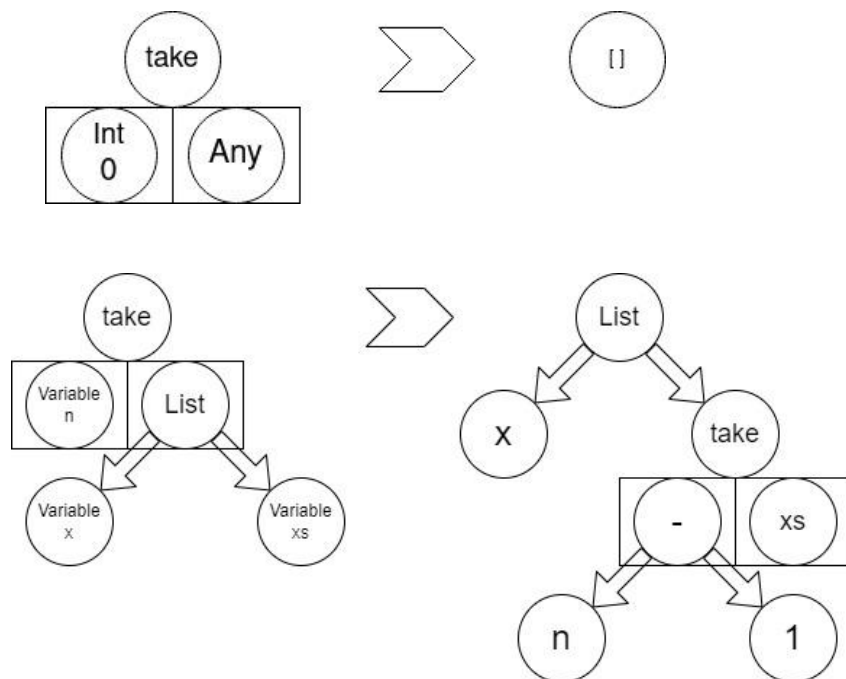 take
[ ]
Int
0
Any
take
List
Variable
n
List
x
take
Variable
x
Variable
xs
-
xs
n
1